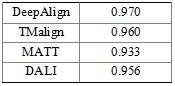 DeepAlign 0.970
TMalign 0.960
MATT 0.933
DALI 0.956